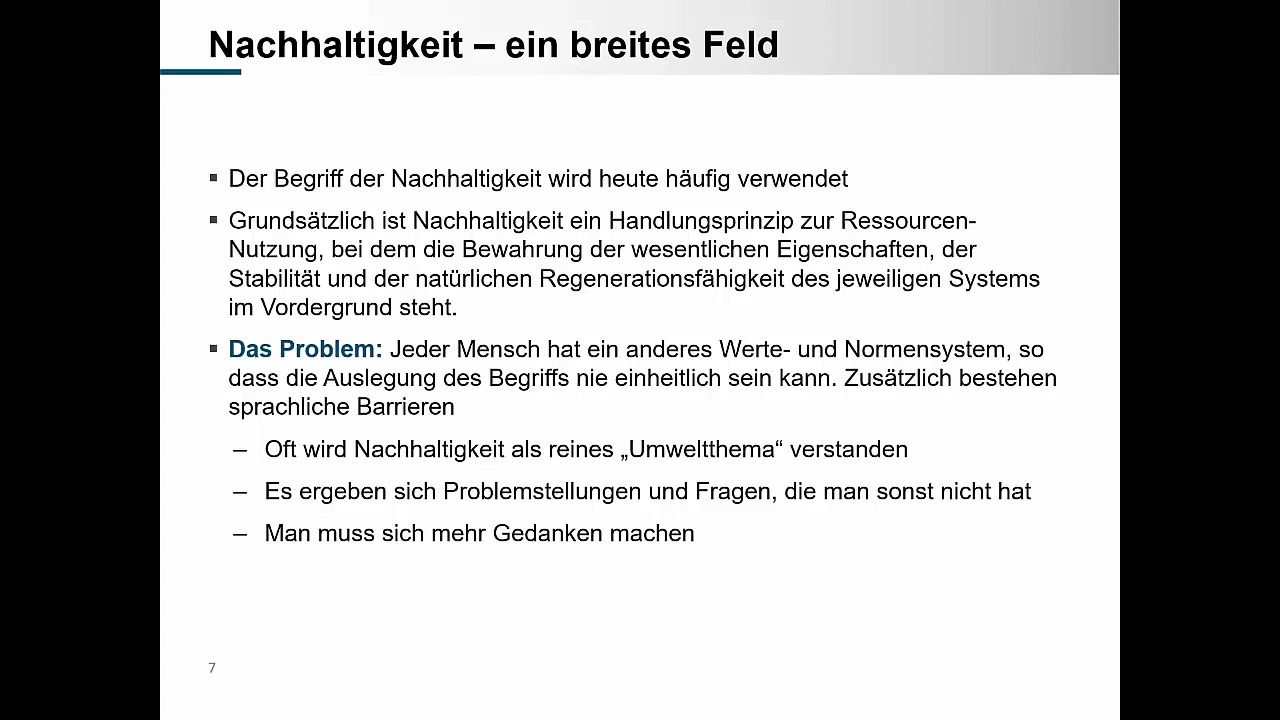 Nachhaltigkeit – ein breites Feld
▪ Der Begriff der Nachhaltigkeit wird heute häufig verwendet
▪ Grundsätzlich ist Nachhaltigkeit ein Handlungsprinzip zur Ressourcen-
Nutzung, bei dem die Bewahrung der wesentlichen Eigenschaften, der
Stabilität und der natürlichen Regenerationsfähigkeit des jeweiligen Systems
im Vordergrund steht.
▪ Das Problem: Jeder Mensch hat ein anderes Werte- und Normensystem, so
dass die Auslegung des Begriffs nie einheitlich sein kann. Zusätzlich bestehen
sprachliche Barrieren
– Oft wird Nachhaltigkeit als reines „Umweltthema“ verstanden
– Es ergeben sich Problemstellungen und Fragen, die man sonst nicht hat
– Man muss sich mehr Gedanken machen
7